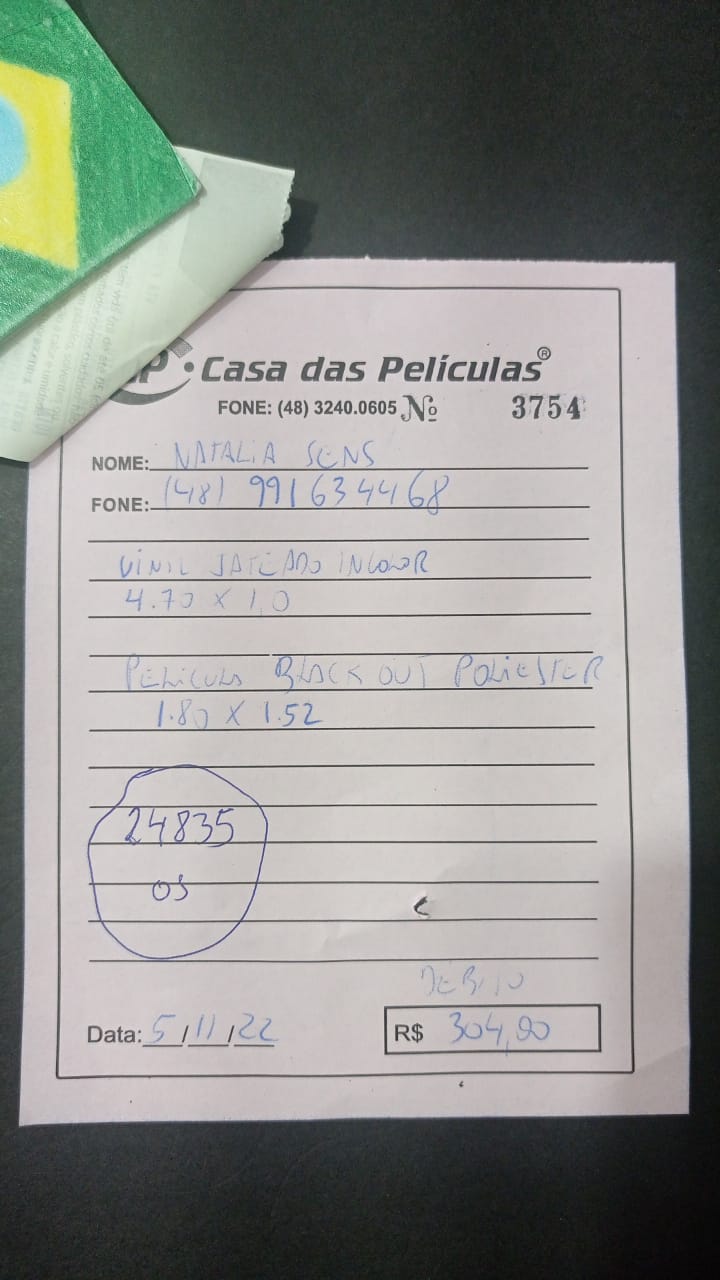 P • Casa das Películas®
FONE: (48) 3240.0605 Nº 3754
NOME: NATALIA SENS
FONE: (48) 991634468
VINIL JATEADO INCOLOR
4.70 X 1,0
PELICULA BLACK OUT POLIESTER
1.80 X 1.52
24835
OS
DEBITO
Data: 5/11/22 R$ 304,00